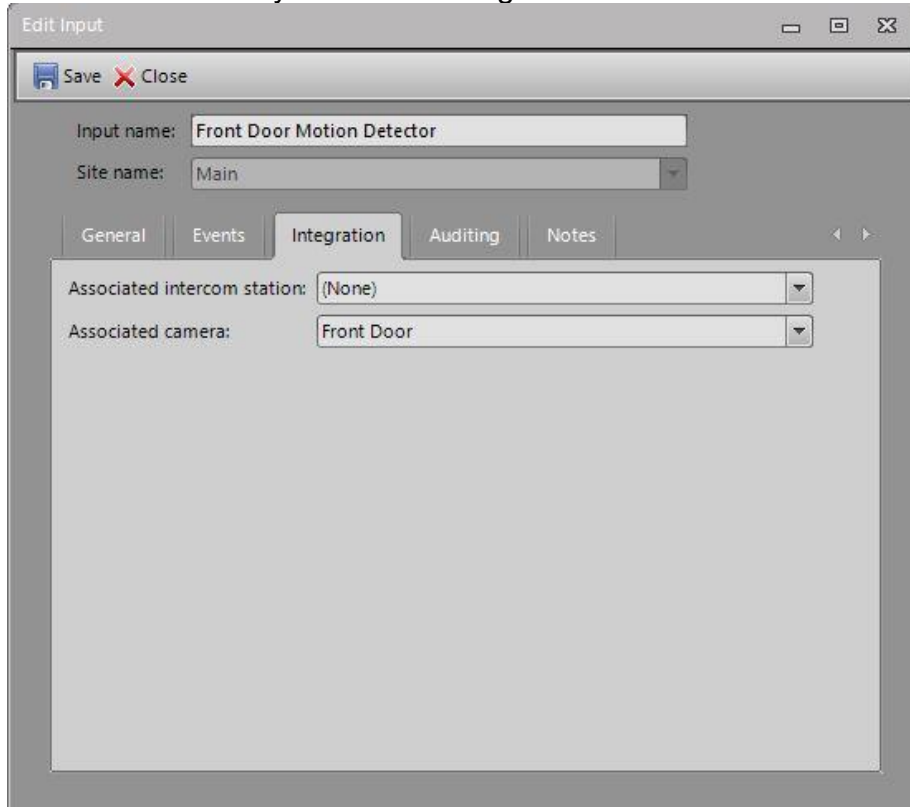 Edit Input
Save Close
Input name: Front Door Motion Detector
Site name: Main
General Events Integration Auditing Notes
Associated intercom station: (None)
Associated camera: Front Door